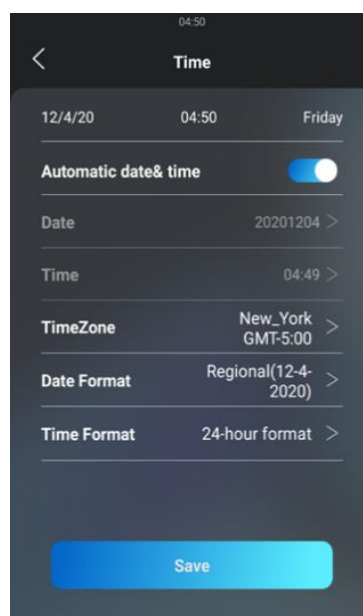 04:50
Time
12/4/20 04:50 Friday
Automatic date& time
Date 20201204 >
Time 04:49 >
TimeZone New_York
GMT-5:00 >
Date Format Regional(12-4-
2020) >
Time Format 24-hour format >
Save